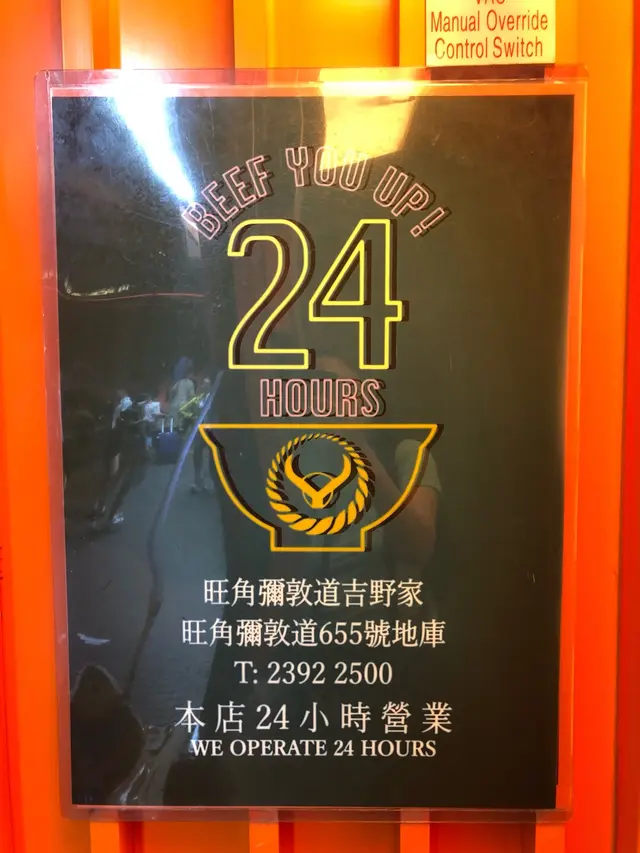 Manual Override
Control Switch
BEEF YOU UP!
24
HOURS
旺角彌敦道吉野家
旺角彌敦道655號地庫
T: 2392 2500
本店24小時營業
WE OPERATE 24 HOURS